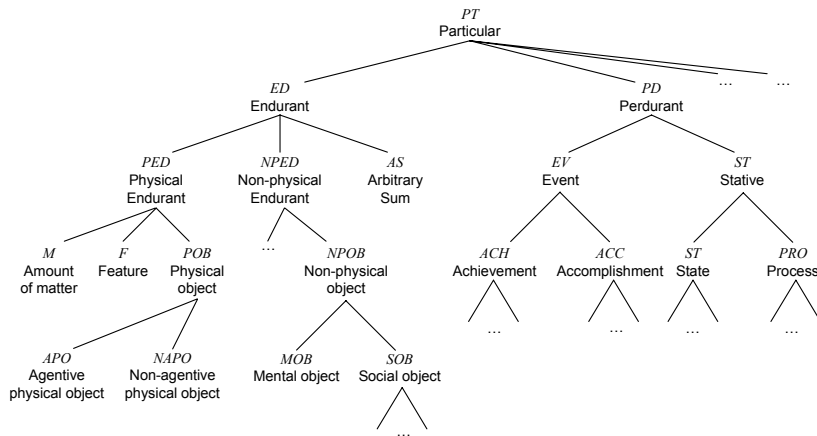 PT
Particular
... ...
ED PD
Endurant Perdurant
PED NPED AS EV ST
Physical Non-physical Arbitrary Event Stative
Endurant Endurant Sum
M F POB ... NPOB ACH ACC ST PRO
Amount Feature Physical Non-physical Achievement Accomplishment State Process
of matter object object
... ... ... ...
APO NAPO MOB SOB
Agentive Non-agentive Mental object Social object
physical object physical object
...